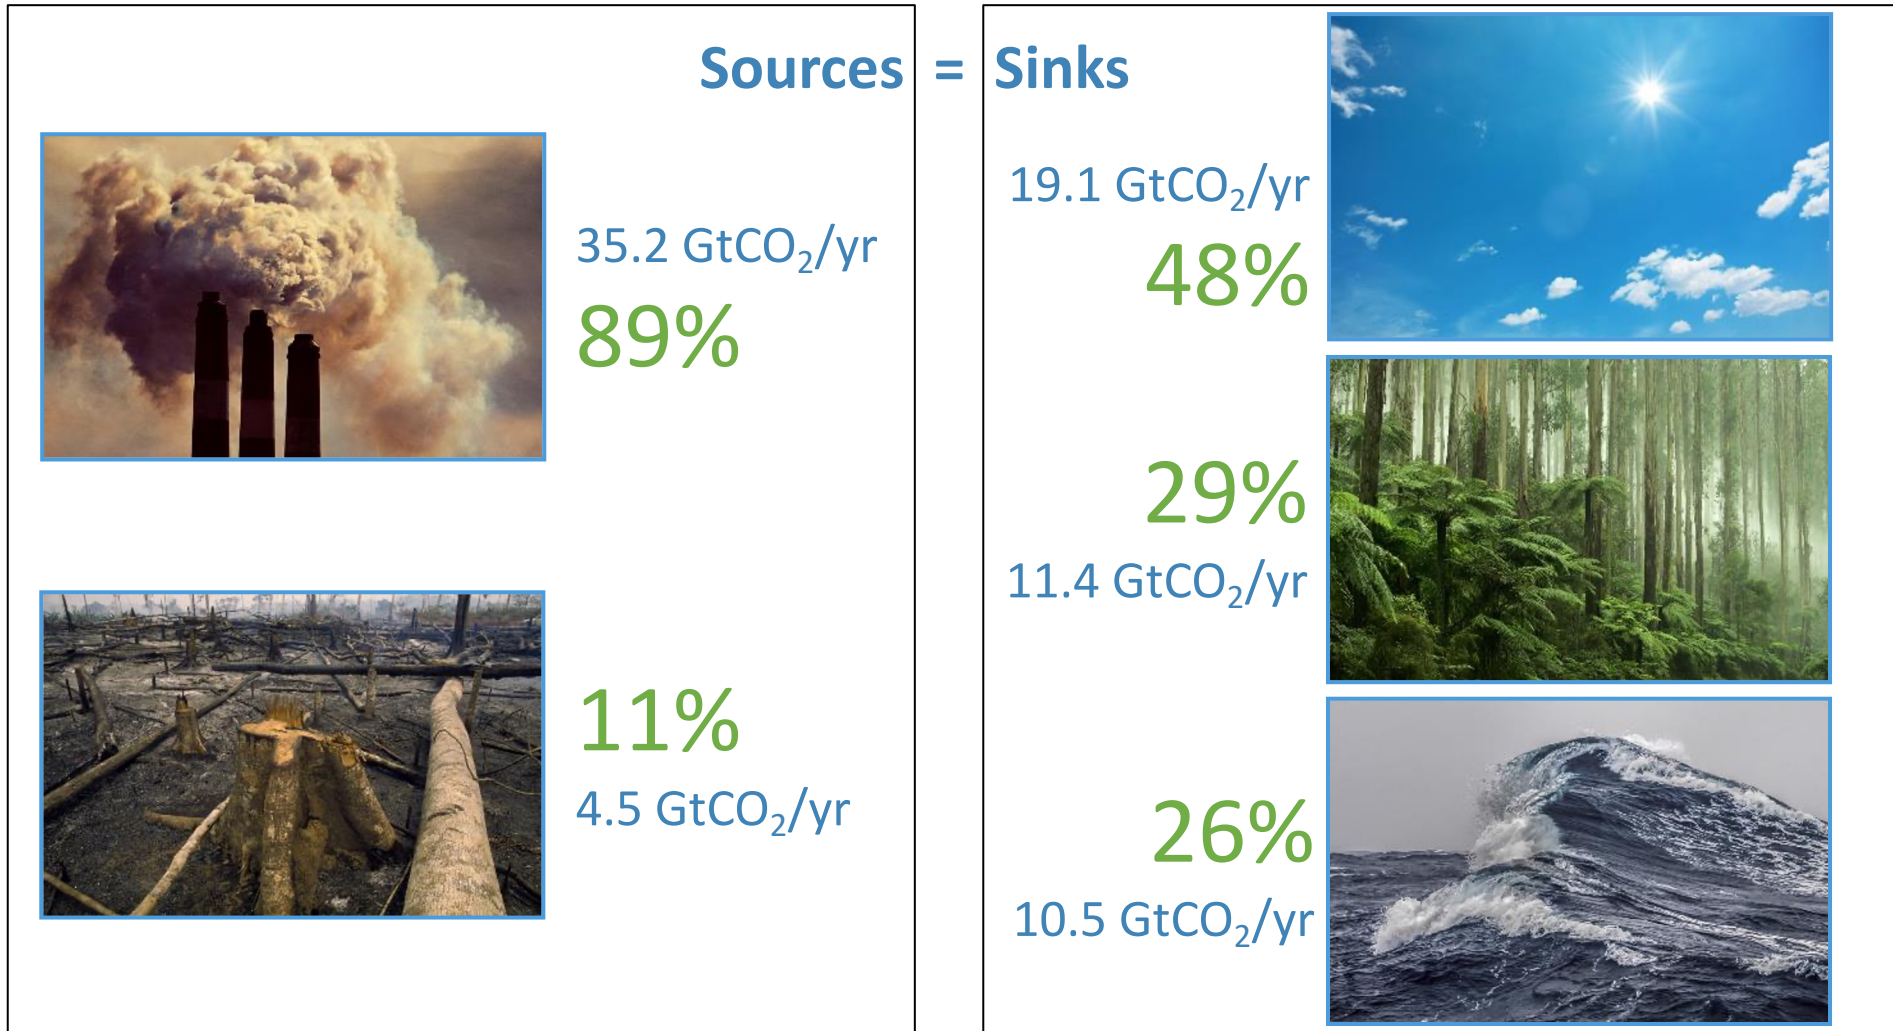 Sources = Sinks
35.2 GtCO₂/yr
89%
11%
4.5 GtCO₂/yr
19.1 GtCO₂/yr
48%
29%
11.4 GtCO₂/yr
26%
10.5 GtCO₂/yr